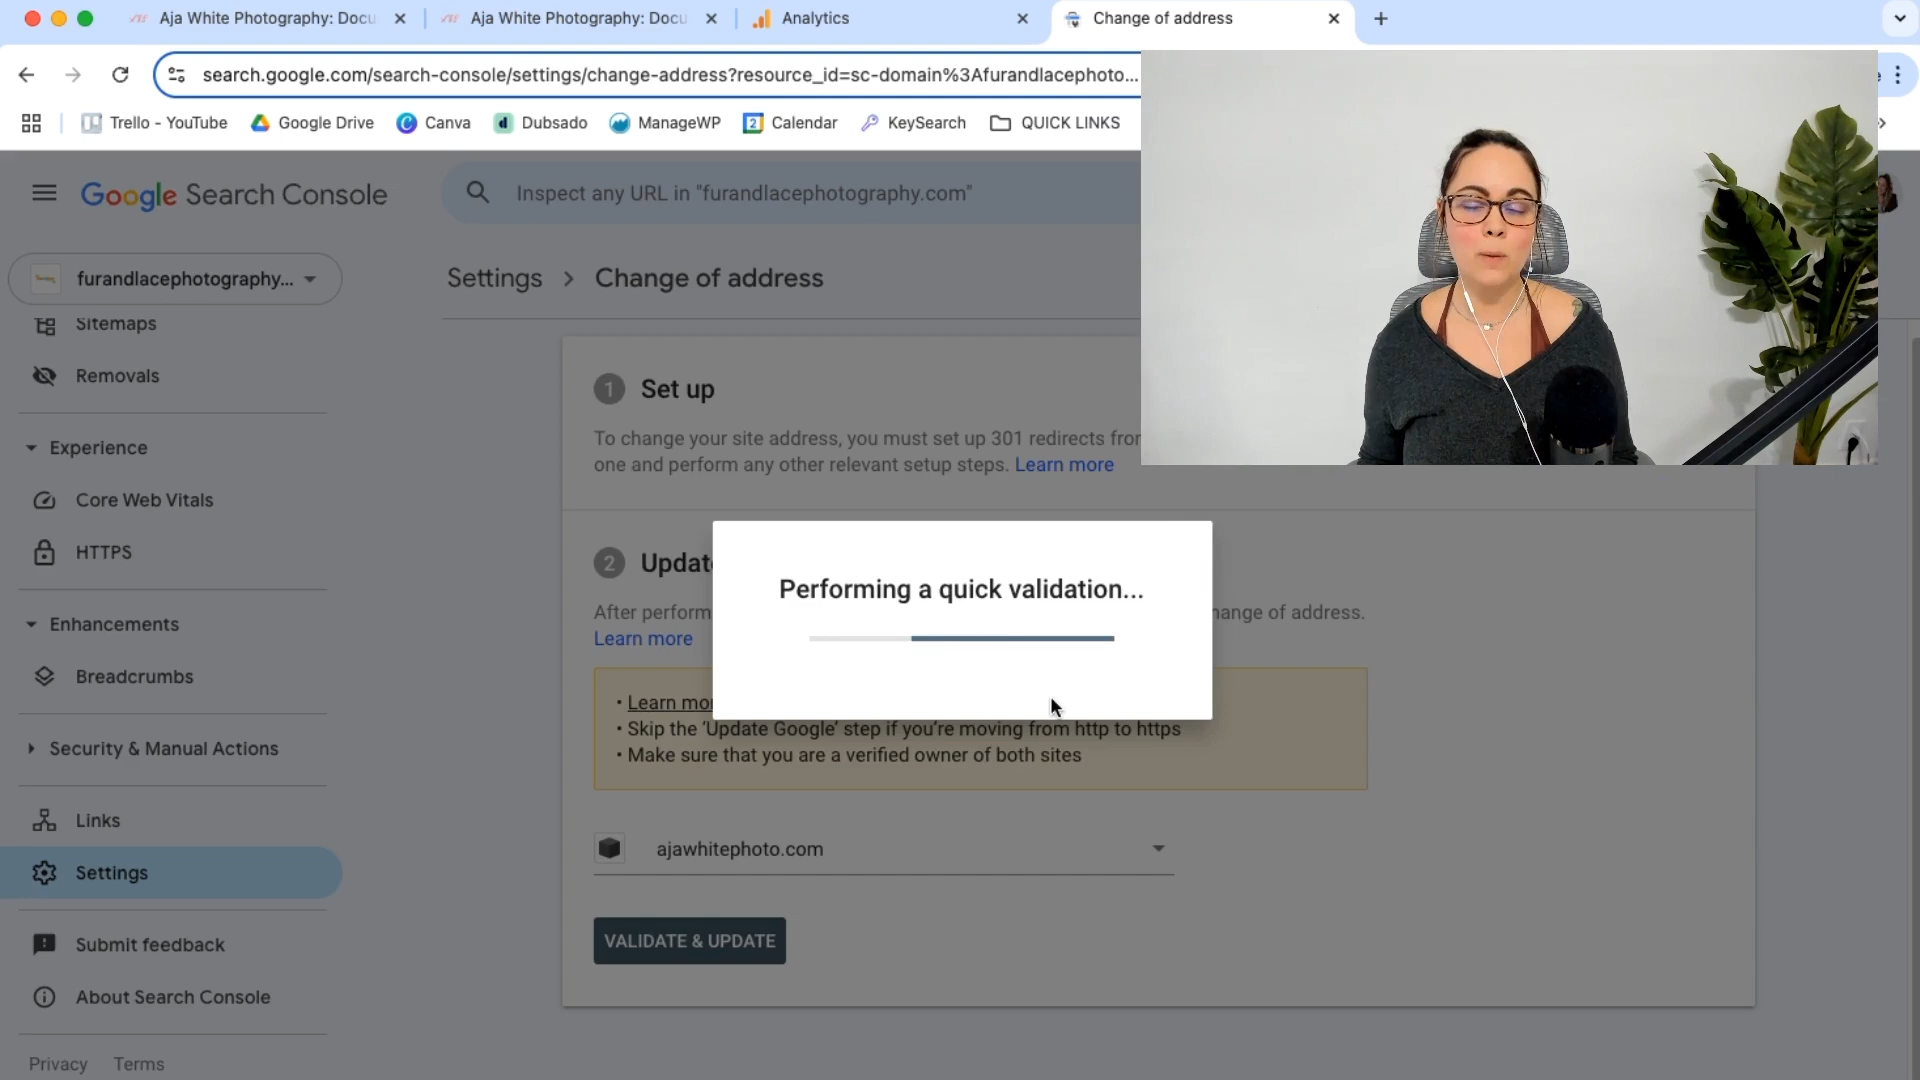 Aja White Photography: Docu
Aja White Photography: Docu
Analytics
Change of address
search.google.com/search-console/settings/change-address?resource_id=sc-domain%3Afurandlacephoto...
Trello - YouTube
Google Drive
Canva
Dubsado
ManageWP
Calendar
KeySearch
QUICK LINKS
Google Search Console
Inspect any URL in "furandlacephotography.com"
furandlacephotography...
Settings > Change of address
Sitemaps
Removals
Experience
Core Web Vitals
HTTPS
Enhancements
Breadcrumbs
Security & Manual Actions
Links
Settings
Submit feedback
About Search Console
Privacy Terms
1 Set up
To change your site address, you must set up 301 redirects
one and perform any other relevant setup steps. Learn more
2
After perform
hange of address.
Learn more
Performing a quick validation...
• Learn
• Skip the 'Update Google' step if you're moving from http to https
• Make sure that you are a verified owner of both sites
ajawhitephoto.com
VALIDATE & UPDATE